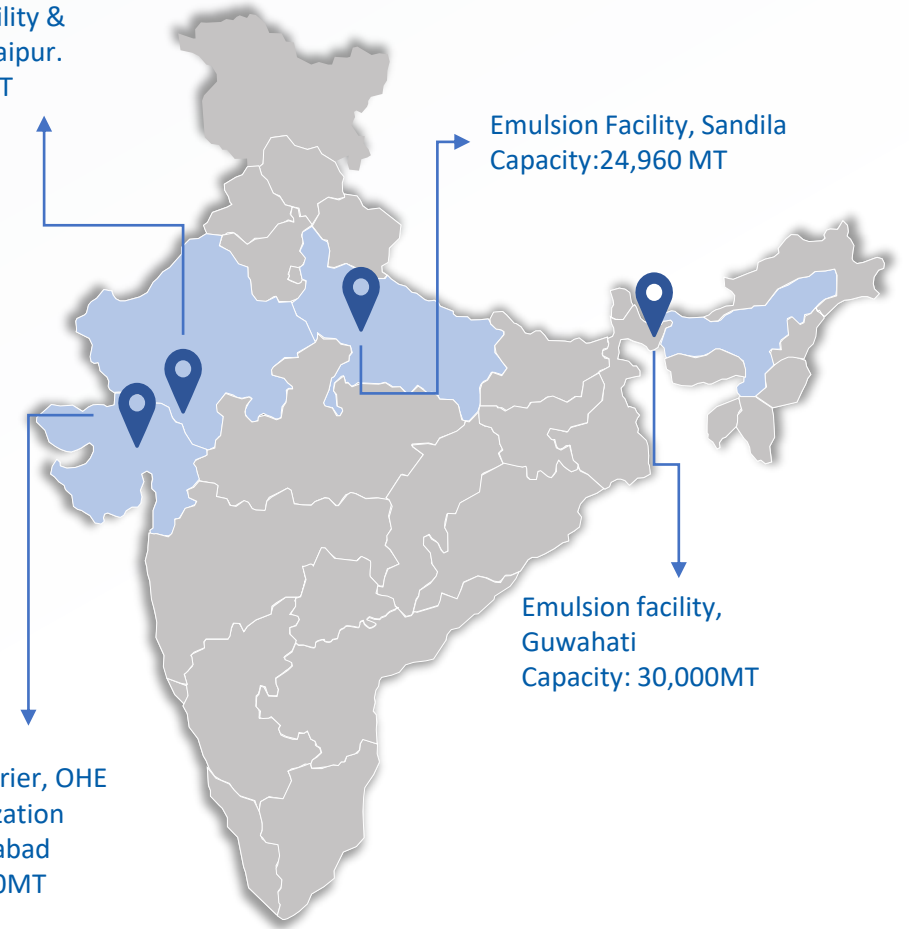 ility &
aipur.
T
Emulsion Facility, Sandila
Capacity:24,960 MT
Emulsion facility,
Guwahati
Capacity: 30,000MT
rier, OHE
zation
abad
0MT